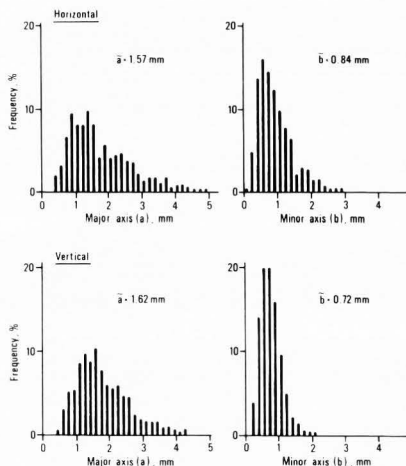 Horizontal
Frequency, %
20
10
0
ā = 1.57 mm
0 1 2 3 4 5
Major axis (a), mm
20
10
0
b̄ = 0.84 mm
0 1 2 3 4
Minor axis (b), mm
Vertical
Frequency, %
20
10
0
ā = 1.62 mm
0 1 2 3 4 5
Major axis (a), mm
20
10
0
b̄ = 0.72 mm
0 1 2 3 4
Minor axis (b), mm